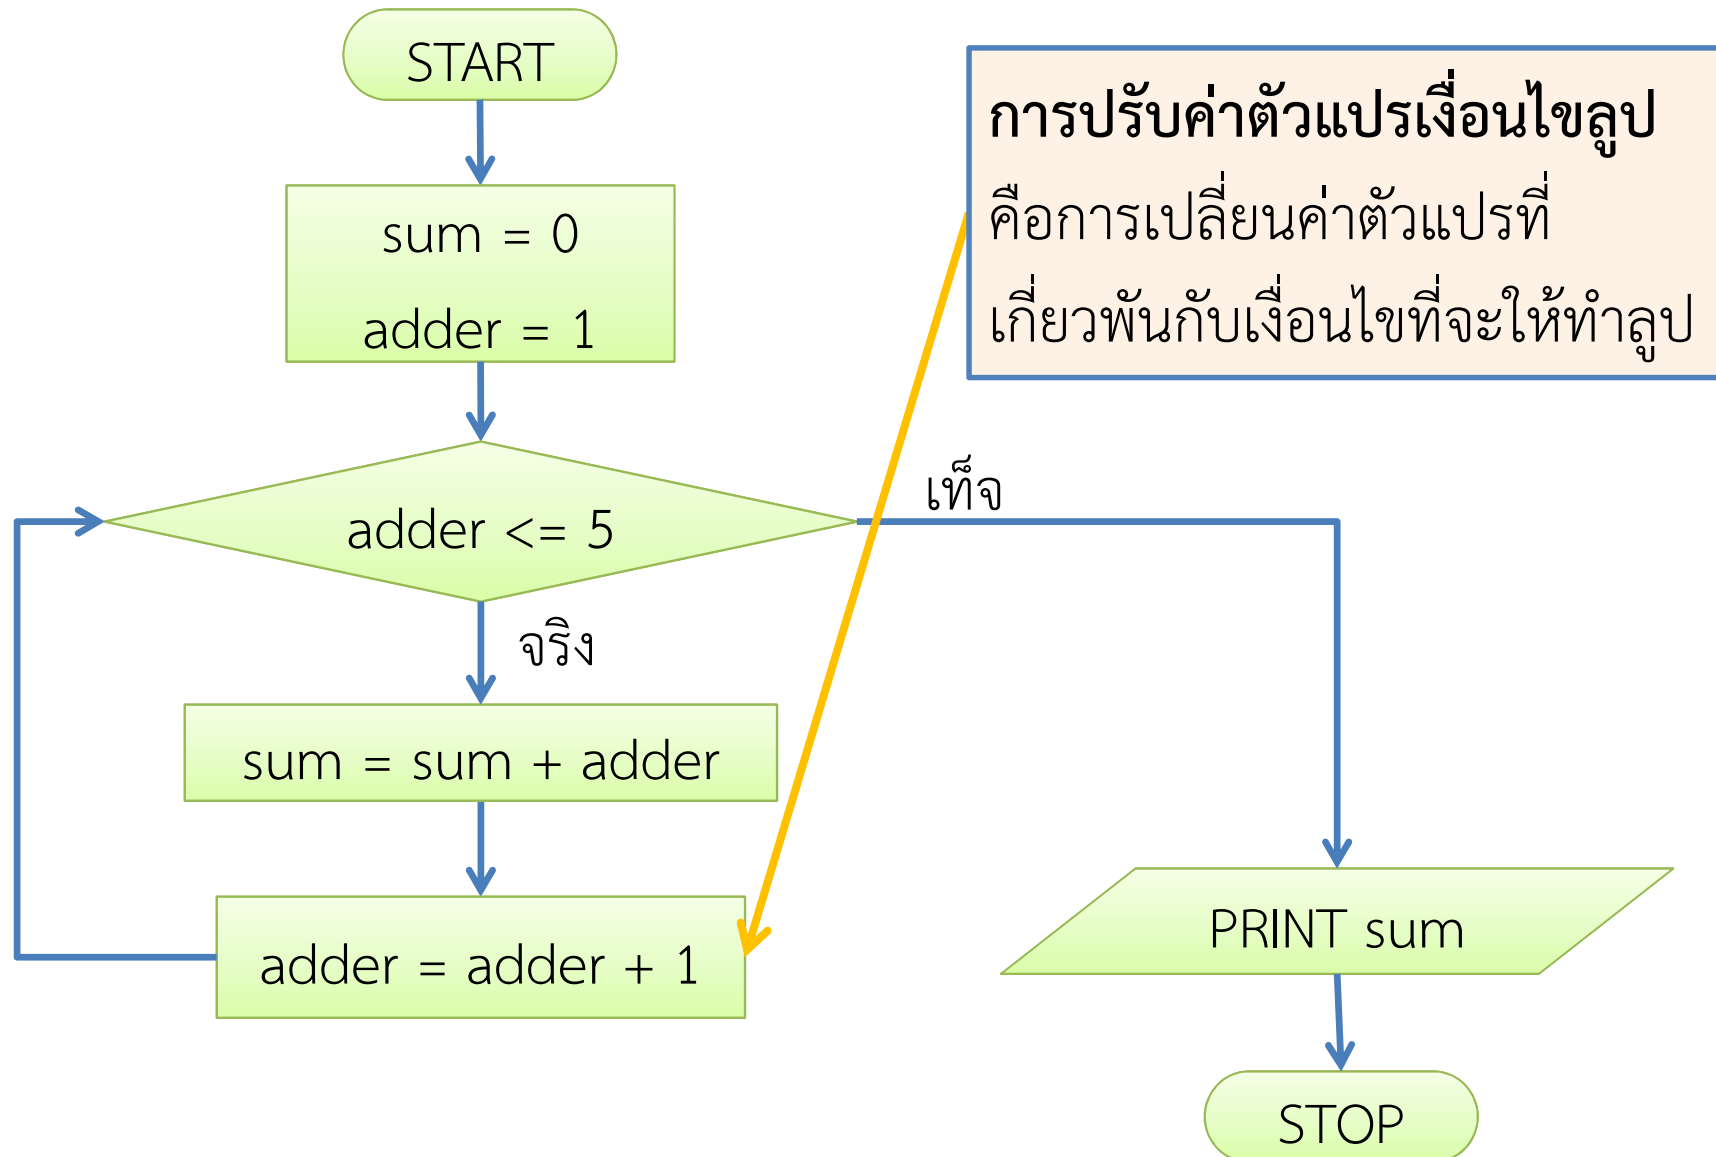 START
sum = 0
adder = 1
การปรับค่าตัวแปรเงื่อนไขลูป
คือการเปลี่ยนค่าตัวแปรที่
เกี่ยวพันกับเงื่อนไขที่จะให้ทำลูป
adder <= 5
เท็จ
จริง
sum = sum + adder
adder = adder + 1
PRINT sum
STOP